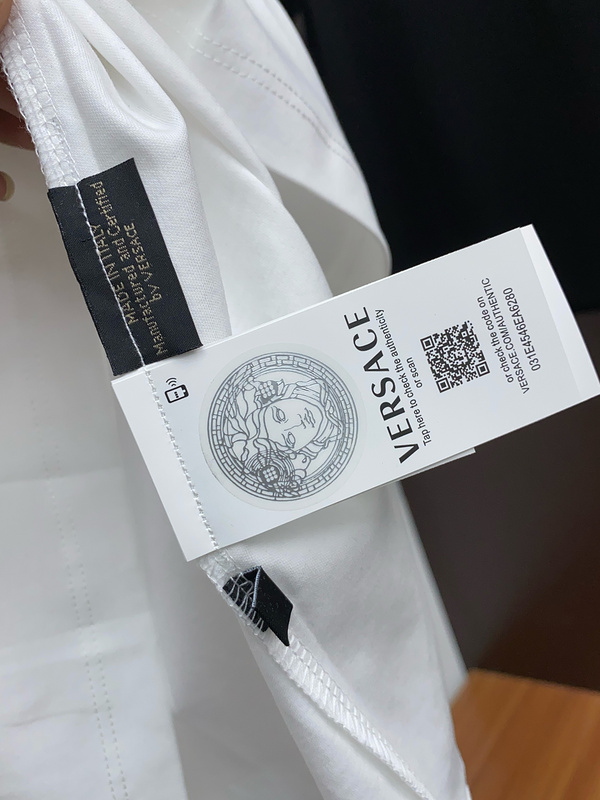 MADE IN ITALY
Manufactured and Certified
by VERSACE
VERSACE
Tap here to check the authenticity
or scan
or check the code on
VERSACE.COM/AUTHENTIC
031E4546EA6280